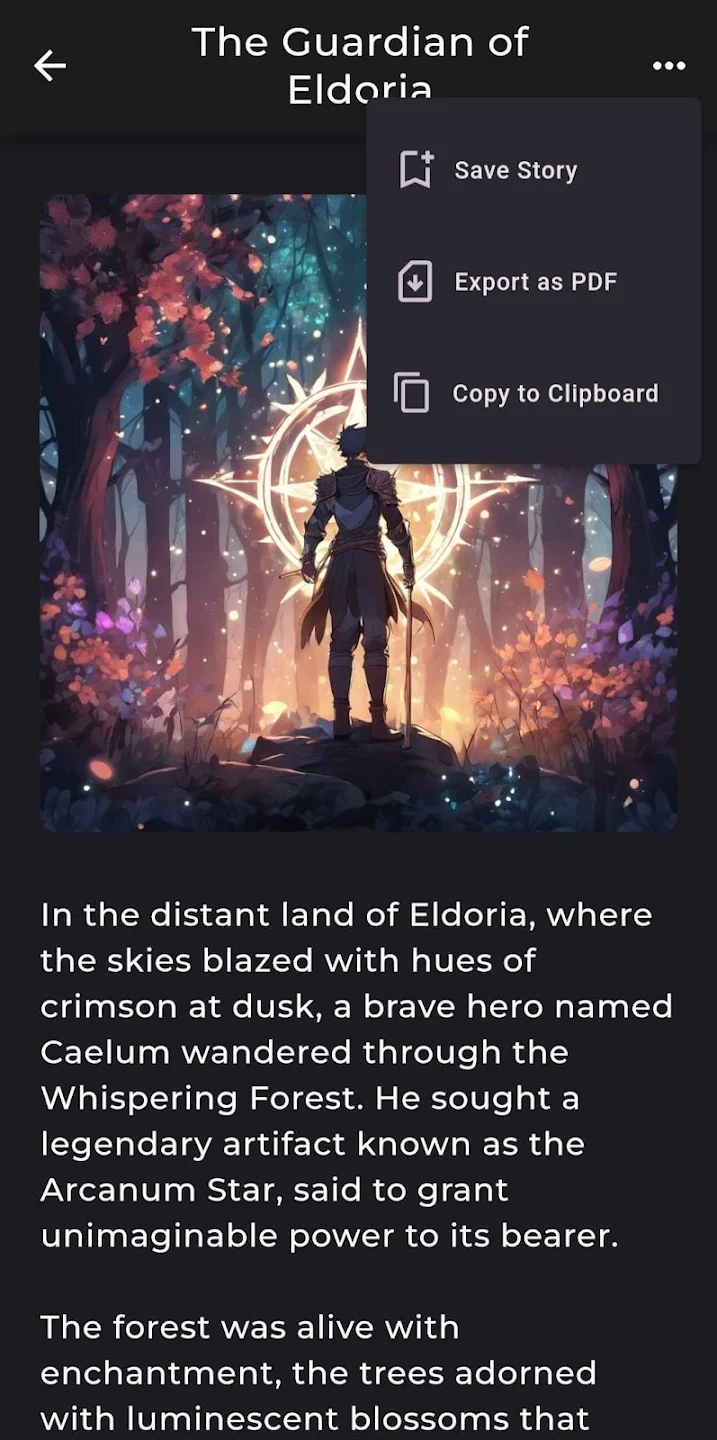 The Guardian of
Eldoria
Save Story
Export as PDF
Copy to Clipboard
In the distant land of Eldoria, where
the skies blazed with hues of
crimson at dusk, a brave hero named
Caelum wandered through the
Whispering Forest. He sought a
legendary artifact known as the
Arcanum Star, said to grant
unimaginable power to its bearer.
The forest was alive with
enchantment, the trees adorned
with luminescent blossoms that